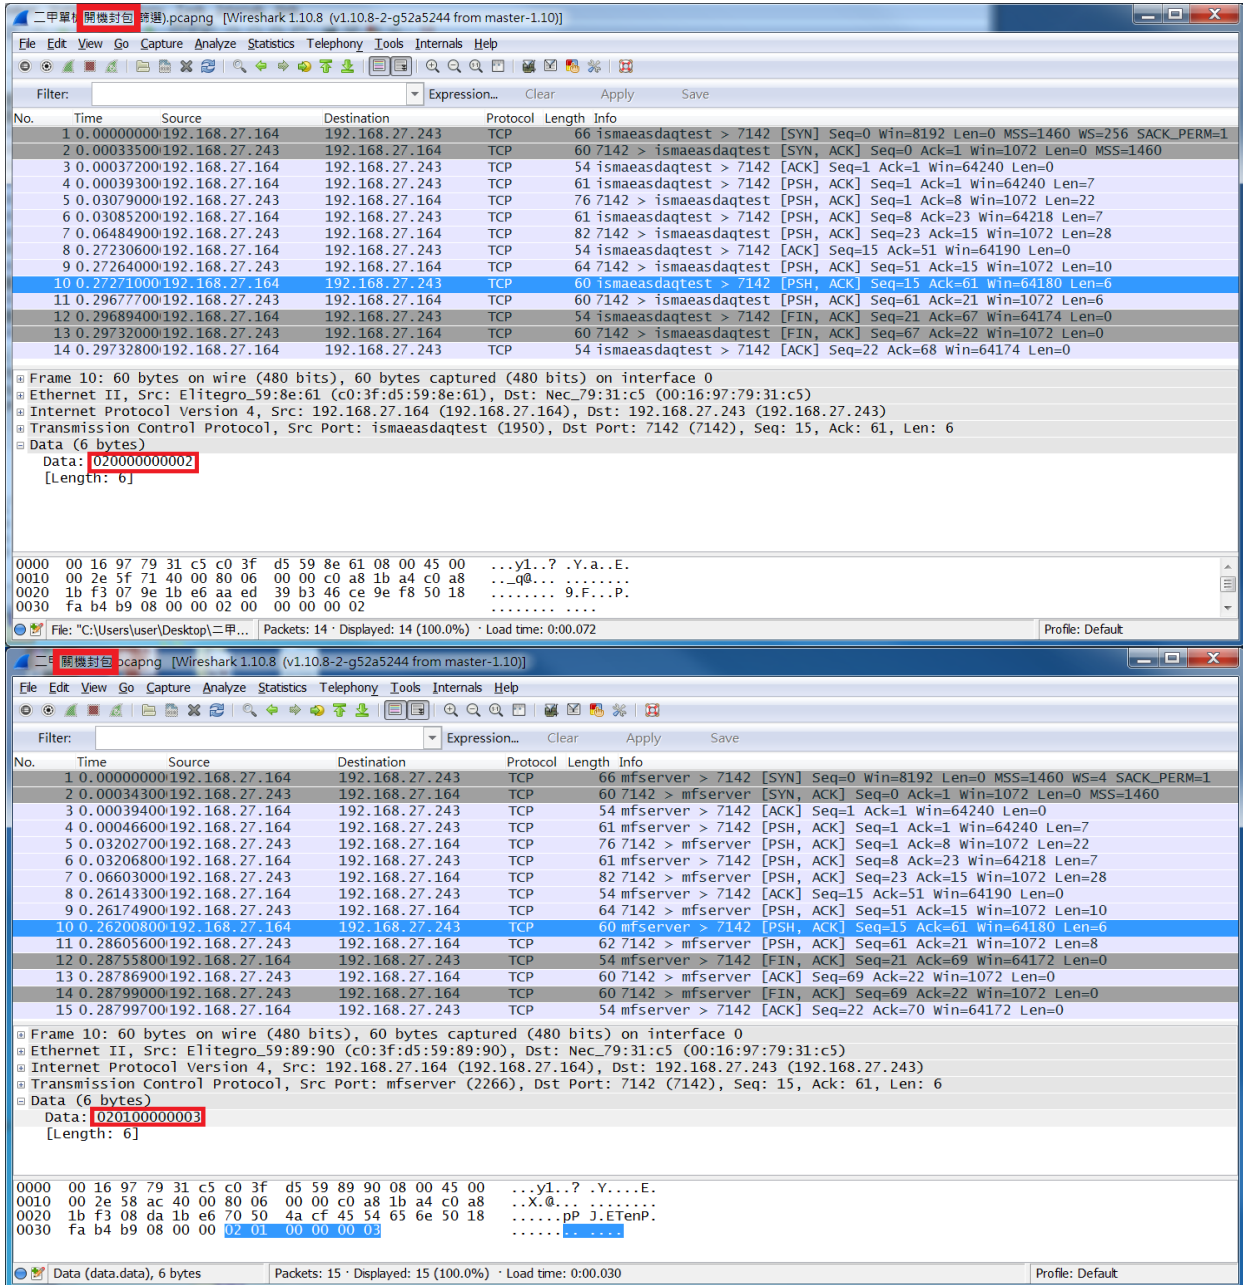 二甲單機開機封包(篩選).pcapng [Wireshark 1.10.8 (v1.10.8-2-g52a5244 from master-1.10)]
File Edit View Go Capture Analyze Statistics Telephony Tools Internals Help
Filter: Expression... Clear Apply Save
No. Time Source Destination Protocol Length Info
1 0.00000000 192.168.27.164 192.168.27.243 TCP 66 ismaeasdaqtest > 7142 [SYN] Seq=0 Win=8192 Len=0 MSS=1460 WS=256 SACK_PERM=1
2 0.00033500 192.168.27.243 192.168.27.164 TCP 60 7142 > ismaeasdaqtest [SYN, ACK] Seq=0 Ack=1 Win=1072 Len=0 MSS=1460
3 0.00037200 192.168.27.164 192.168.27.243 TCP 54 ismaeasdaqtest > 7142 [ACK] Seq=1 Ack=1 Win=64240 Len=0
4 0.00039300 192.168.27.164 192.168.27.243 TCP 61 ismaeasdaqtest > 7142 [PSH, ACK] Seq=1 Ack=1 Win=64240 Len=7
5 0.03079000 192.168.27.243 192.168.27.164 TCP 76 7142 > ismaeasdaqtest [PSH, ACK] Seq=1 Ack=8 Win=1072 Len=22
6 0.03085200 192.168.27.164 192.168.27.243 TCP 61 ismaeasdaqtest > 7142 [PSH, ACK] Seq=8 Ack=23 Win=64218 Len=7
7 0.06484900 192.168.27.243 192.168.27.164 TCP 82 7142 > ismaeasdaqtest [PSH, ACK] Seq=23 Ack=15 Win=1072 Len=28
8 0.27230600 192.168.27.164 192.168.27.243 TCP 54 ismaeasdaqtest > 7142 [ACK] Seq=15 Ack=51 Win=64190 Len=0
9 0.27264000 192.168.27.243 192.168.27.164 TCP 64 7142 > ismaeasdaqtest [PSH, ACK] Seq=51 Ack=15 Win=1072 Len=10
10 0.27271000 192.168.27.164 192.168.27.243 TCP 60 ismaeasdaqtest > 7142 [PSH, ACK] Seq=15 Ack=61 Win=64180 Len=6
11 0.29677700 192.168.27.243 192.168.27.164 TCP 60 7142 > ismaeasdaqtest [PSH, ACK] Seq=61 Ack=21 Win=1072 Len=6
12 0.29689400 192.168.27.164 192.168.27.243 TCP 54 ismaeasdaqtest > 7142 [FIN, ACK] Seq=21 Ack=67 Win=64174 Len=0
13 0.29732000 192.168.27.243 192.168.27.164 TCP 60 7142 > ismaeasdaqtest [FIN, ACK] Seq=67 Ack=22 Win=1072 Len=0
14 0.29732800 192.168.27.164 192.168.27.243 TCP 54 ismaeasdaqtest > 7142 [ACK] Seq=22 Ack=68 Win=64174 Len=0
Frame 10: 60 bytes on wire (480 bits), 60 bytes captured (480 bits) on interface 0
Ethernet II, Src: Elitegro_59:8e:61 (c0:3f:d5:59:8e:61), Dst: Nec_79:31:c5 (00:16:97:79:31:c5)
Internet Protocol Version 4, Src: 192.168.27.164 (192.168.27.164), Dst: 192.168.27.243 (192.168.27.243)
Transmission Control Protocol, Src Port: ismaeasdaqtest (1950), Dst Port: 7142 (7142), Seq: 15, Ack: 61, Len: 6
Data (6 bytes)
Data: 020000000002
[Length: 6]
0000 00 16 97 79 31 c5 c0 3f d5 59 8e 61 08 00 45 00 ...y1..? .Y.a..E.
0010 00 2e 5f 71 40 00 80 06 00 00 c0 a8 1b a4 c0 a8 .._q@... ........
0020 1b f3 07 9e 1b e6 aa ed 39 b3 46 ce 9e f8 50 18 ........ 9.F...P.
0030 fa b4 b9 08 00 00 02 00 00 00 00 02 ........ ....
File: "C:\Users\user\Desktop\二甲... Packets: 14 · Displayed: 14 (100.0%) · Load time: 0:00.072 Profile: Default
二甲關機封包.pcapng [Wireshark 1.10.8 (v1.10.8-2-g52a5244 from master-1.10)]
File Edit View Go Capture Analyze Statistics Telephony Tools Internals Help
Filter: Expression... Clear Apply Save
No. Time Source Destination Protocol Length Info
1 0.00000000 192.168.27.164 192.168.27.243 TCP 66 mfserver > 7142 [SYN] Seq=0 Win=8192 Len=0 MSS=1460 WS=4 SACK_PERM=1
2 0.00034300 192.168.27.243 192.168.27.164 TCP 60 7142 > mfserver [SYN, ACK] Seq=0 Ack=1 Win=1072 Len=0 MSS=1460
3 0.00039400 192.168.27.164 192.168.27.243 TCP 54 mfserver > 7142 [ACK] Seq=1 Ack=1 Win=64240 Len=0
4 0.00046600 192.168.27.164 192.168.27.243 TCP 61 mfserver > 7142 [PSH, ACK] Seq=1 Ack=1 Win=64240 Len=7
5 0.03202700 192.168.27.243 192.168.27.164 TCP 76 7142 > mfserver [PSH, ACK] Seq=1 Ack=8 Win=1072 Len=22
6 0.03206800 192.168.27.164 192.168.27.243 TCP 61 mfserver > 7142 [PSH, ACK] Seq=8 Ack=23 Win=64218 Len=7
7 0.06603000 192.168.27.243 192.168.27.164 TCP 82 7142 > mfserver [PSH, ACK] Seq=23 Ack=15 Win=1072 Len=28
8 0.26143300 192.168.27.164 192.168.27.243 TCP 54 mfserver > 7142 [ACK] Seq=15 Ack=51 Win=64190 Len=0
9 0.26174900 192.168.27.243 192.168.27.164 TCP 64 7142 > mfserver [PSH, ACK] Seq=51 Ack=15 Win=1072 Len=10
10 0.26200800 192.168.27.164 192.168.27.243 TCP 60 mfserver > 7142 [PSH, ACK] Seq=15 Ack=61 Win=64180 Len=6
11 0.28605600 192.168.27.243 192.168.27.164 TCP 62 7142 > mfserver [PSH, ACK] Seq=61 Ack=21 Win=1072 Len=8
12 0.28755800 192.168.27.164 192.168.27.243 TCP 54 mfserver > 7142 [FIN, ACK] Seq=21 Ack=69 Win=64172 Len=0
13 0.28786900 192.168.27.243 192.168.27.164 TCP 60 7142 > mfserver [ACK] Seq=69 Ack=22 Win=1072 Len=0
14 0.28799000 192.168.27.243 192.168.27.164 TCP 60 7142 > mfserver [FIN, ACK] Seq=69 Ack=22 Win=1072 Len=0
15 0.28799700 192.168.27.164 192.168.27.243 TCP 54 mfserver > 7142 [ACK] Seq=22 Ack=70 Win=64172 Len=0
Frame 10: 60 bytes on wire (480 bits), 60 bytes captured (480 bits) on interface 0
Ethernet II, Src: Elitegro_59:89:90 (c0:3f:d5:59:89:90), Dst: Nec_79:31:c5 (00:16:97:79:31:c5)
Internet Protocol Version 4, Src: 192.168.27.164 (192.168.27.164), Dst: 192.168.27.243 (192.168.27.243)
Transmission Control Protocol, Src Port: mfserver (2266), Dst Port: 7142 (7142), Seq: 15, Ack: 61, Len: 6
Data (6 bytes)
Data: 020100000003
[Length: 6]
0000 00 16 97 79 31 c5 c0 3f d5 59 89 90 08 00 45 00 ...y1..? .Y....E.
0010 00 2e 58 ac 40 00 80 06 00 00 c0 a8 1b a4 c0 a8 ..X.@... ........
0020 1b f3 08 da 1b e6 70 50 4a cf 45 54 65 6e 50 18 ......pP J.ETenP.
0030 fa b4 b9 08 00 00 02 01 00 00 00 03 ........ ....
Data (data.data), 6 bytes Packets: 15 · Displayed: 15 (100.0%) · Load time: 0:00.030 Profile: Default